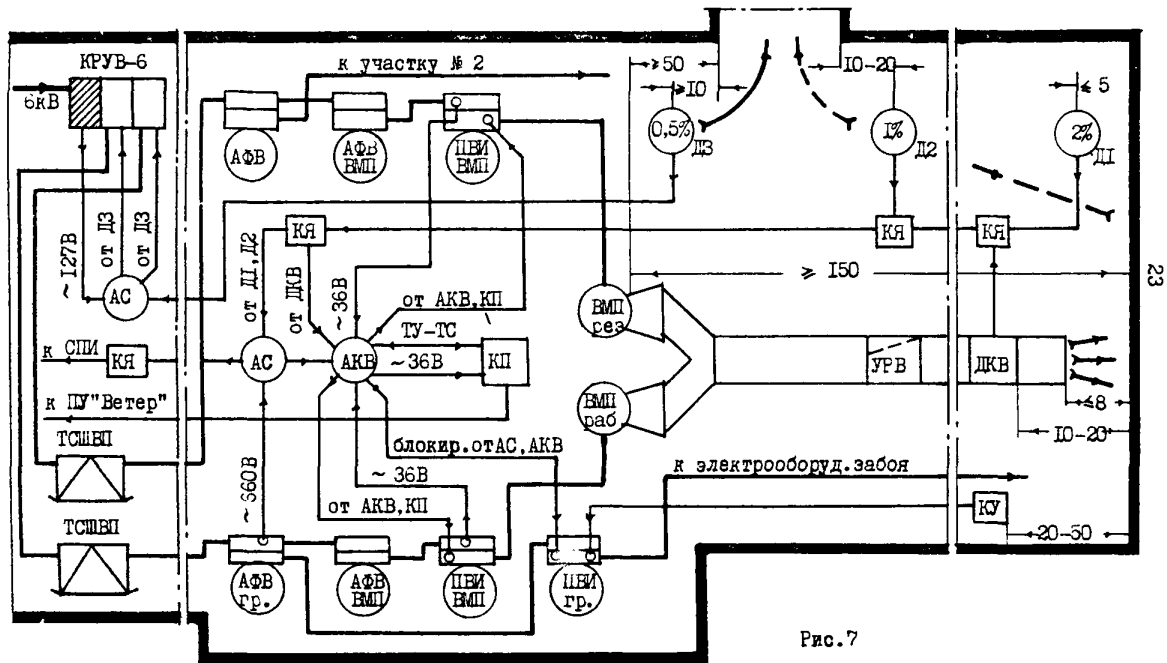 КРУВ-6
6кВ
к участку № 2
≥50
≥10
10-20
≤ 5
АФВ
АФВ
ВМП
ПВИ
ВМП
0,5%
Д3
1%
Д2
2%
Д1
~127В
от Д3
от Д3
АС
от Д1,Д2
КЯ
от ДКВ
~36В
КЯ
КЯ
≥ 150
23
от АКВ,КП
ТУ-ТС
~36В
КП
к СПИ
КЯ
АС
АКВ
ВМП
рез
УРВ
ДКВ
к ПУ"Ветер"
ВМП
раб
≤8
10-20
ТСШВП
блокир.отАС,АКВ
~ 36В
к электрооборуд.забоя
~660В
от АКВ,КП
КУ
20-50
ТСШВП
АФВ
гр.
АФВ
ВМП
ПВИ
ВМП
ПВИ
гр.
Рис.7